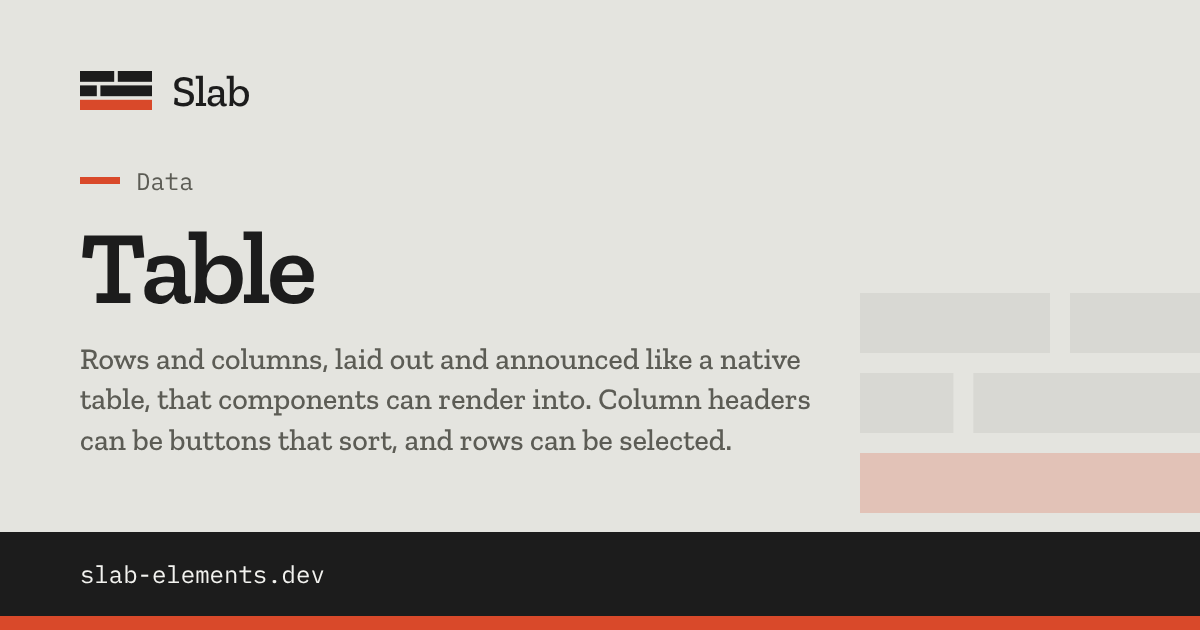 Slab
Data
Table
Rows and columns, laid out and announced like a native
table, that components can render into. Column headers
can be buttons that sort, and rows can be selected.
slab-elements.dev